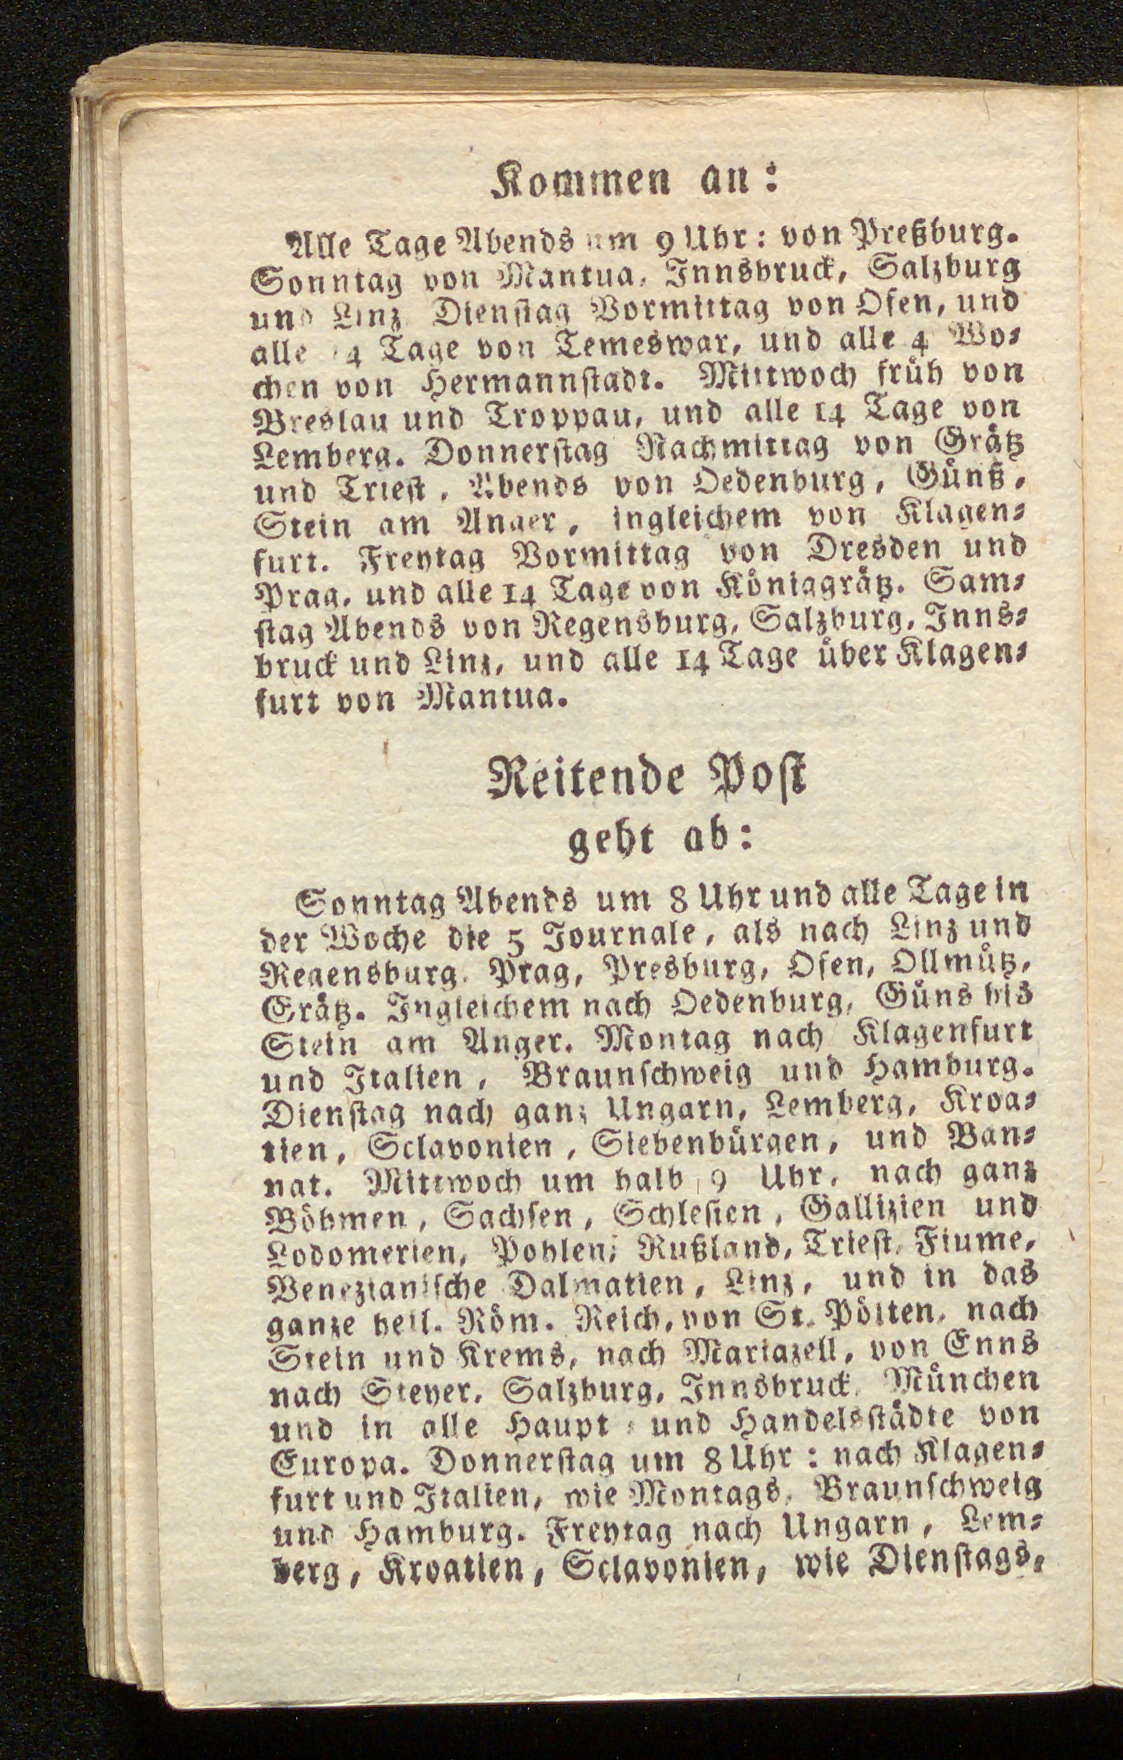 Kommen an:
Alle Tage Abends um 9 Uhr: von Preßburg.
Sonntag von Mantua, Innsbruck, Salzburg
und Linz Dienstag Vormittag von Ofen, und
alle 14 Tage von Temeswar, und alle 4 Wo-
chen von Hermannstadt. Mittwoch früh von
Breslau und Troppau, und alle 14 Tage von
Lemberg. Donnerstag Nachmittag von Grätz
und Triest, Abends von Oedenburg, Günß,
Stein am Anger, ingleichem von Klagen-
furt. Freytag Vormittag von Dresden und
Prag, und alle 14 Tage von Königgrätz. Sam-
stag Abends von Regensburg, Salzburg, Inns-
bruck und Linz, und alle 14 Tage über Klagen-
furt von Mantua.
Reitende Post
geht ab:
Sonntag Abends um 8 Uhr und alle Tage in
der Woche die 5 Journale, als nach Linz und
Regensburg, Prag, Presburg, Ofen, Ollmütz,
Grätz. Ingleichem nach Oedenburg, Güns bis
Stein am Anger. Montag nach Klagenfurt
und Italien, Braunschweig und Hamburg.
Dienstag nach ganz Ungarn, Lemberg, Kroa-
tien, Sclavonien, Siebenbürgen, und Ban-
nat. Mittwoch um halb 9 Uhr, nach ganz
Böhmen, Sachsen, Schlesien, Gallizien und
Lodomerien, Pohlen, Rußland, Triest, Fiume,
Venezianische Dalmatien, Linz, und in das
ganze heil. Röm. Reich, von St. Pölten, nach
Stein und Krems, nach Mariazell, von Enns
nach Steyer, Salzburg, Innsbruck, München
und in alle Haupt- und Handelsstädte von
Europa. Donnerstag um 8 Uhr: nach Klagen-
furt und Italien, wie Montags, Braunschweig
und Hamburg. Freytag nach Ungarn, Lem-
berg, Kroatien, Sclavonien, wie Dienstags,